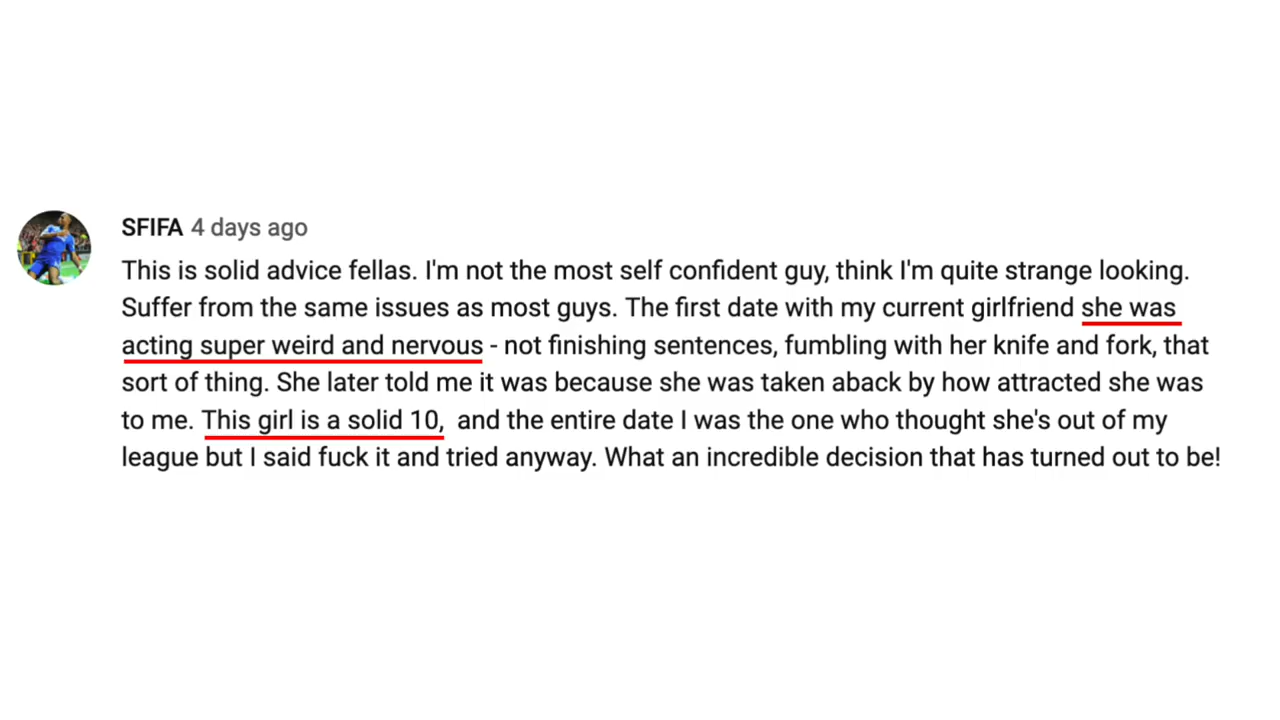 SFIFA 4 days ago
This is solid advice fellas. I'm not the most self confident guy, think I'm quite strange looking.
Suffer from the same issues as most guys. The first date with my current girlfriend she was
acting super weird and nervous - not finishing sentences, fumbling with her knife and fork, that
sort of thing. She later told me it was because she was taken aback by how attracted she was
to me. This girl is a solid 10,  and the entire date I was the one who thought she's out of my
league but I said fuck it and tried anyway. What an incredible decision that has turned out to be!